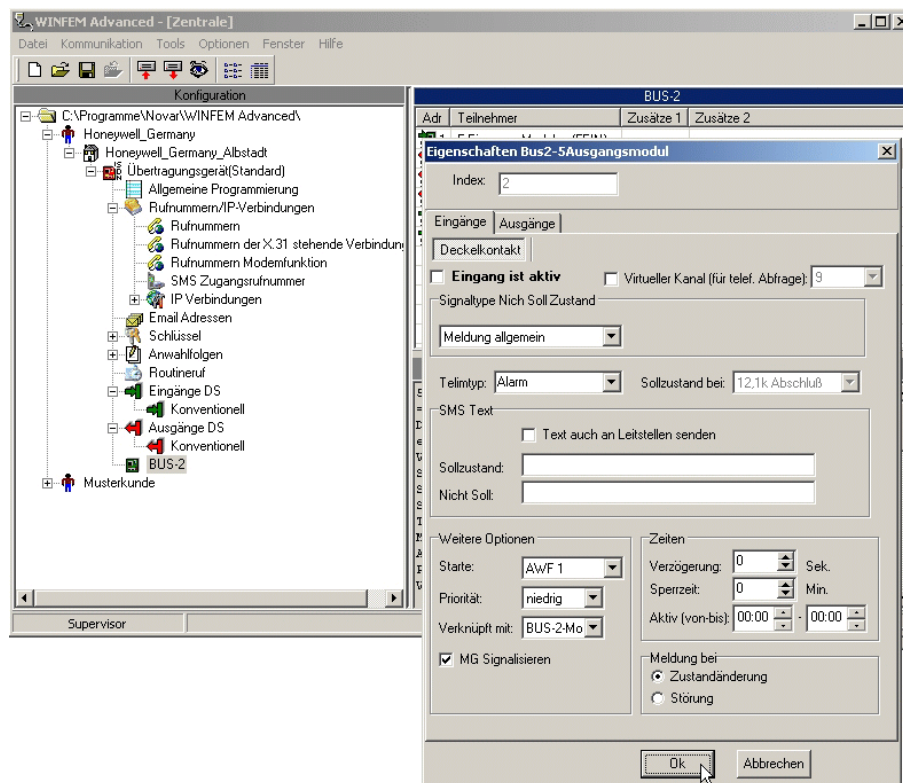 WINFEM Advanced - [Zentrale]
Datei Kommunikation Tools Optionen Fenster Hilfe
Konfiguration
C:\Programme\Novar\WINFEM Advanced\
Honeywell_Germany
Honeywell_Germany_Albstadt
Übertragungsgerät(Standard)
Allgemeine Programmierung
Rufnummern/IP-Verbindungen
Rufnummern
Rufnummern der X.31 stehende Verbindun
Rufnummern Modemfunktion
SMS Zugangsrufnummer
IP Verbindungen
Email Adressen
Schlüssel
Anwahlfolgen
Routineruf
Eingänge DS
Konventionell
Ausgänge DS
Konventionell
BUS-2
Musterkunde
Supervisor
BUS-2
Adr Teilnehmer Zusätze 1 Zusätze 2
Eigenschaften Bus2-5Ausgangsmodul
Index: 2
Eingänge Ausgänge
Deckelkontakt
Eingang ist aktiv Virtueller Kanal (für telef. Abfrage): 9
Signaltype Nich Soll Zustand
Meldung allgemein
Telimtyp: Alarm Sollzustand bei: 12,1k Abschluß
SMS Text
Text auch an Leitstellen senden
Sollzustand:
Nicht Soll:
Weitere Optionen
Starte: AWF 1
Priorität: niedrig
Verknüpft mit: BUS-2-Mo
MG Signalisieren
Zeiten
Verzögerung: 0 Sek.
Sperrzeit: 0 Min.
Aktiv (von-bis): 00:00 - 00:00
Meldung bei
Zustandänderung
Störung
Ok Abbrechen